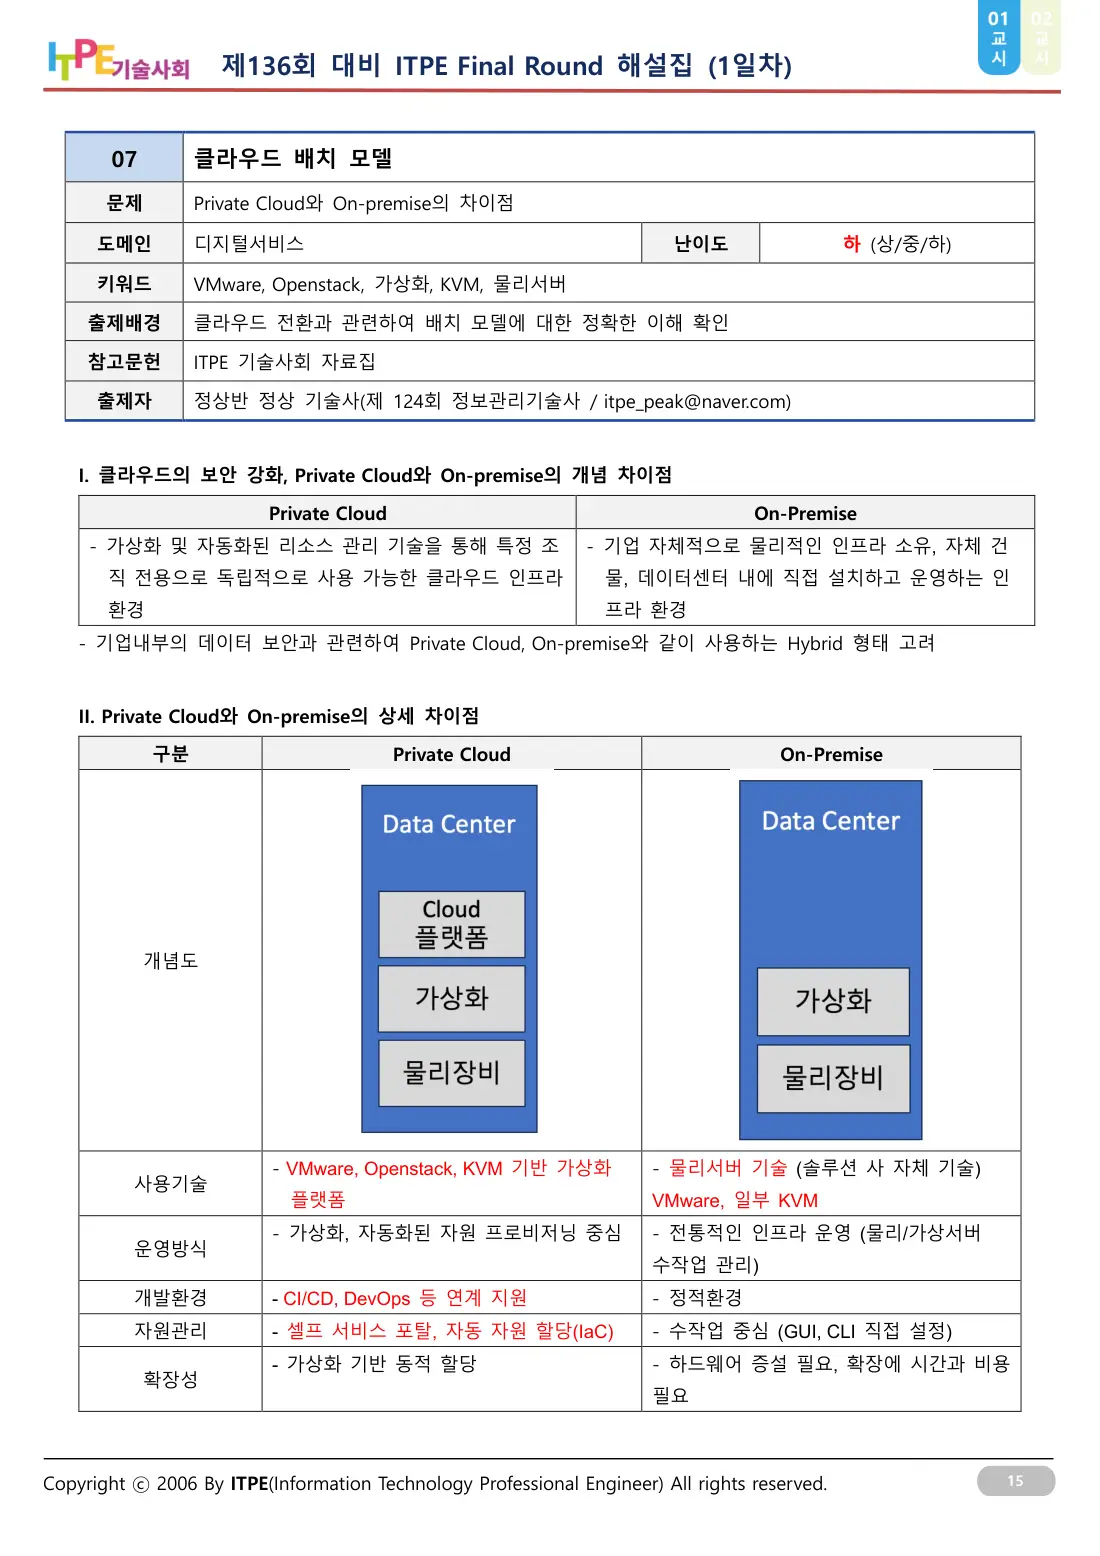 ITPE기술사회
제136회 대비 ITPE Final Round 해설집 (1일차)
01
교
시
02
교
시
07
클라우드 배치 모델
문제
Private Cloud와 On-premise의 차이점
도메인
디지털서비스
난이도
하 (상/중/하)
키워드
VMware, Openstack, 가상화, KVM, 물리서버
출제배경
클라우드 전환과 관련하여 배치 모델에 대한 정확한 이해 확인
참고문헌
ITPE 기술사회 자료집
출제자
정상반 정상 기술사(제 124회 정보관리기술사 / itpe_peak@naver.com)
I. 클라우드의 보안 강화, Private Cloud와 On-premise의 개념 차이점
Private Cloud
On-Premise
- 가상화 및 자동화된 리소스 관리 기술을 통해 특정 조
직 전용으로 독립적으로 사용 가능한 클라우드 인프라
환경
- 기업 자체적으로 물리적인 인프라 소유, 자체 건
물, 데이터센터 내에 직접 설치하고 운영하는 인
프라 환경
- 기업내부의 데이터 보안과 관련하여 Private Cloud, On-premise와 같이 사용하는 Hybrid 형태 고려
II. Private Cloud와 On-premise의 상세 차이점
구분
Private Cloud
On-Premise
개념도
Data Center
Cloud
플랫폼
가상화
물리장비
Data Center
가상화
물리장비
사용기술
- VMware, Openstack, KVM 기반 가상화
플랫폼
- 물리서버 기술 (솔루션 사 자체 기술)
VMware, 일부 KVM
운영방식
- 가상화, 자동화된 자원 프로비저닝 중심
- 전통적인 인프라 운영 (물리/가상서버
수작업 관리)
개발환경
- CI/CD, DevOps 등 연계 지원
- 정적환경
자원관리
- 셀프 서비스 포탈, 자동 자원 할당(IaC)
- 수작업 중심 (GUI, CLI 직접 설정)
확장성
- 가상화 기반 동적 할당
- 하드웨어 증설 필요, 확장에 시간과 비용
필요
Copyright ⓒ 2006 By ITPE(Information Technology Professional Engineer) All rights reserved.
15